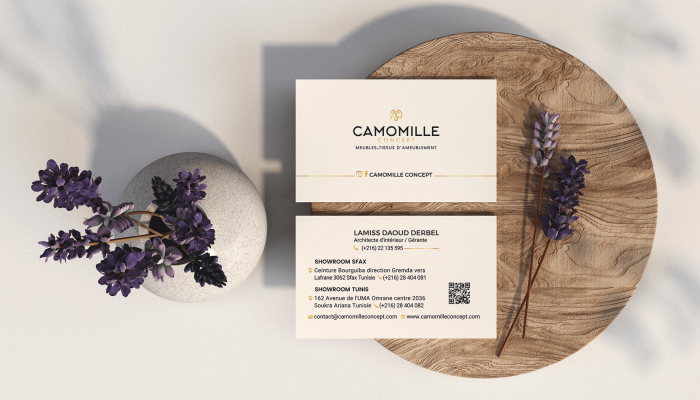 CAMOMILLE
CONCEPT
MEUBLES.TISSUS D'AMEUBLEMENT
CAMOMILLE CONCEPT
LAMISS DAOUD DERBEL
Architecte d'intérieur / Gérante
(+216) 22 135 595
SHOWROOM SFAX
Ceinture Bourguiba direction Gremda vers
Lafrane 3062 Sfax Tunisie (+216) 28 404 081
SHOWROOM TUNIS
162 Avenue de l'UMA Omrane centre 2036
Soukra Ariana Tunisie (+216) 28 404 082
contact@camomilleconcept.com www.camomilleconcept.com